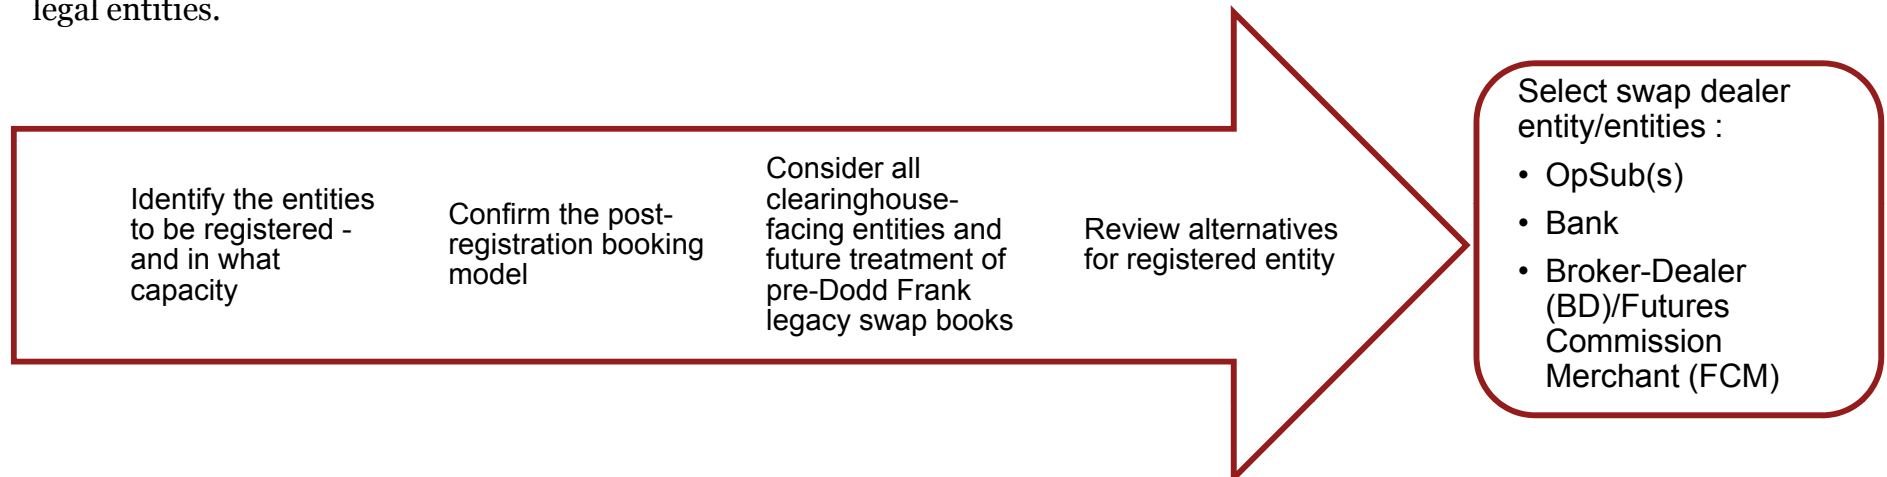 legal entities.
Identify the entities
to be registered -
and in what
capacity
Confirm the post-
registration booking
model
Consider all
clearinghouse-
facing entities and
future treatment of
pre-Dodd Frank
legacy swap books
Review alternatives
for registered entity
Select swap dealer
entity/entities :
• OpSub(s)
• Bank
• Broker-Dealer
(BD)/Futures
Commission
Merchant (FCM)